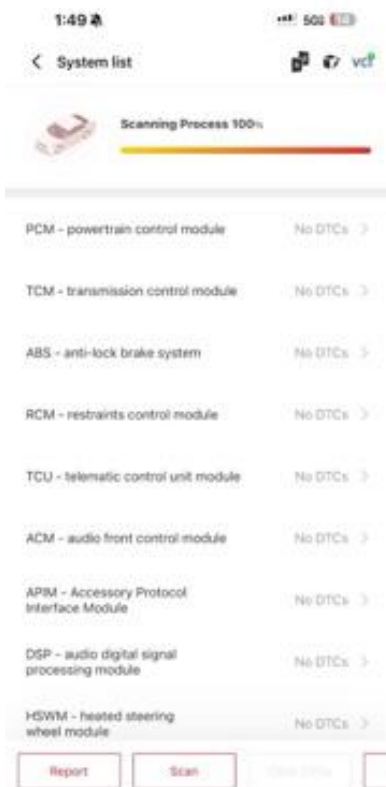 1:49
5G
System list
vcf
Scanning Process 100%
PCM - powertrain control module No DTCs
TCM - transmission control module No DTCs
ABS - anti-lock brake system No DTCs
RCM - restraints control module No DTCs
TCU - telematic control unit module No DTCs
ACM - audio front control module No DTCs
APIM - Accessory Protocol
Interface Module No DTCs
DSP - audio digital signal
processing module No DTCs
HSWM - heated steering
wheel module No DTCs
Report Scan